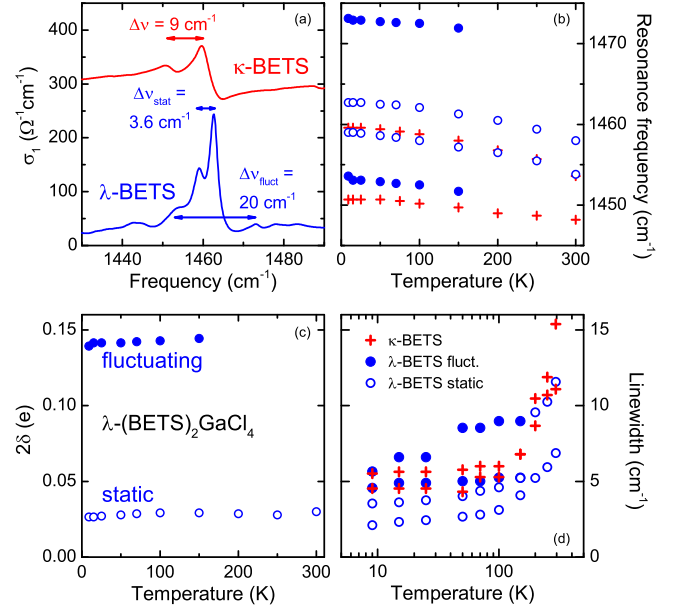 (a)
Δν = 9 cm⁻¹
κ-BETS
Δν_stat =
3.6 cm⁻¹
λ-BETS
Δν_fluct =
20 cm⁻¹
400
300
200
100
0
σ₁ (Ω⁻¹cm⁻¹)
1440 1460 1480
Frequency (cm⁻¹)
(b)
1470
1460
1450
Resonance frequency (cm⁻¹)
0 100 200 300
Temperature (K)
(c)
0.15
0.10
0.05
0.00
2δ (e)
fluctuating
λ-(BETS)₂GaCl₄
static
0 100 200 300
Temperature (K)
κ-BETS
λ-BETS fluct.
λ-BETS static
15
10
5
0
Linewidth (cm⁻¹)
(d)
10 100
Temperature (K)